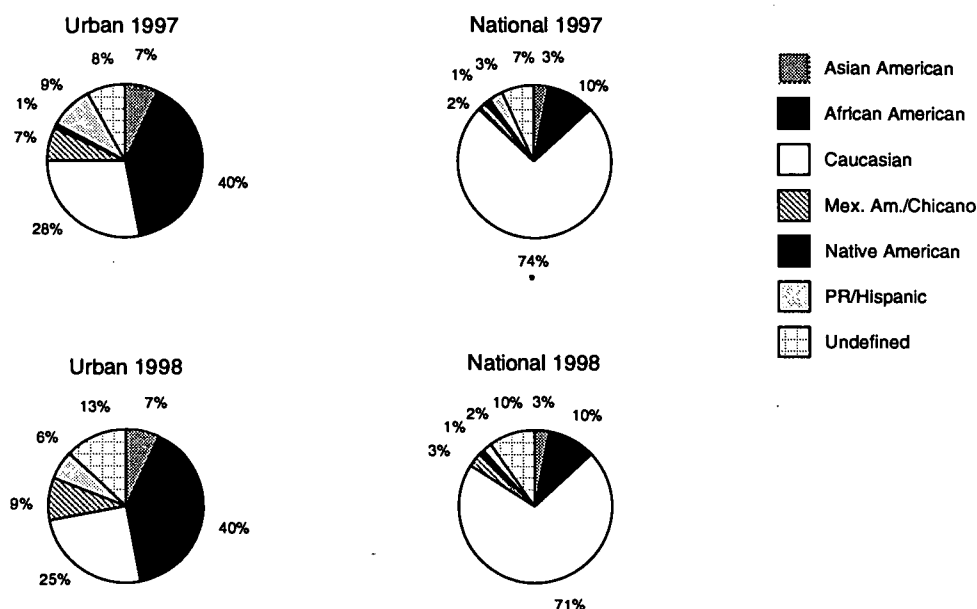 Urban 1997
8% 7%
9%
1%
7%
40%
28%
National 1997
3% 7% 3%
1%
10%
2%
74%
Asian American
African American
Caucasian
Mex. Am./Chicano
Native American
PR/Hispanic
Undefined
Urban 1998
13% 7%
6%
9%
40%
25%
National 1998
2% 10% 3%
1%
10%
3%
71%